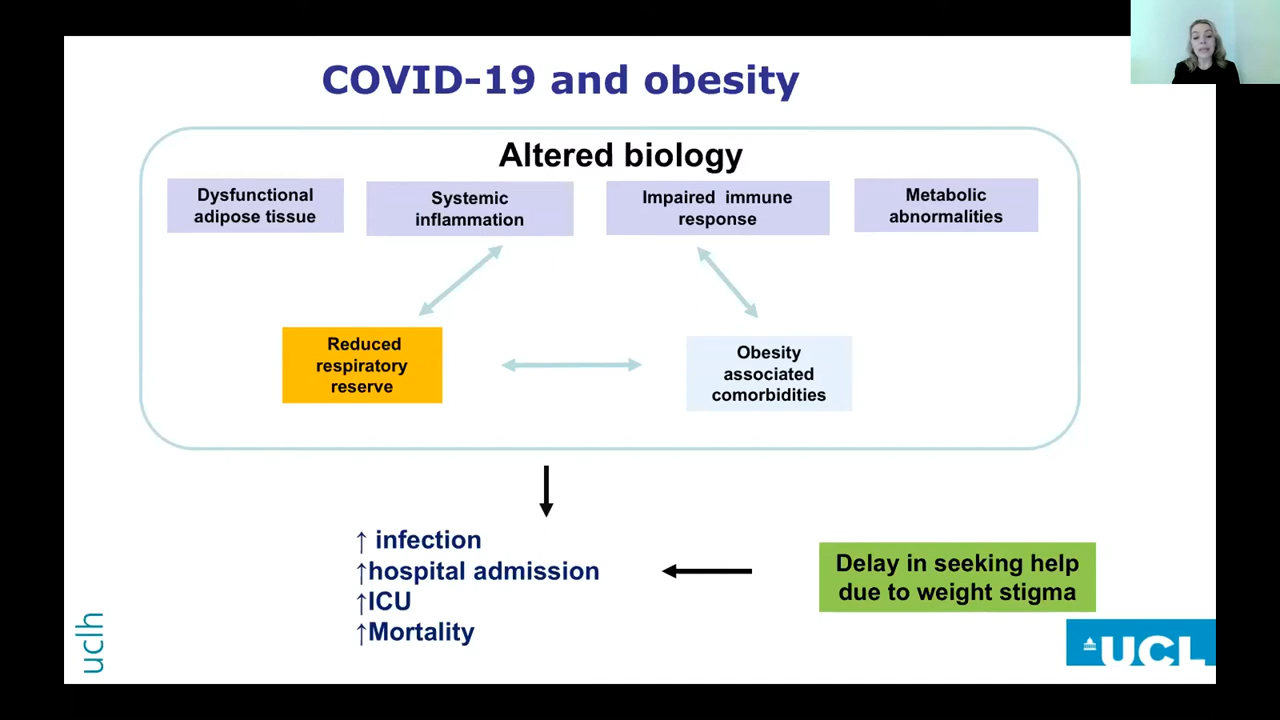 COVID-19 and obesity
Altered biology
Dysfunctional
adipose tissue
Systemic
inflammation
Impaired immune
response
Metabolic
abnormalities
Reduced
respiratory
reserve
Obesity
associated
comorbidities
↑ infection
↑hospital admission
↑ICU
↑Mortality
Delay in seeking help
due to weight stigma
uclh
UCL